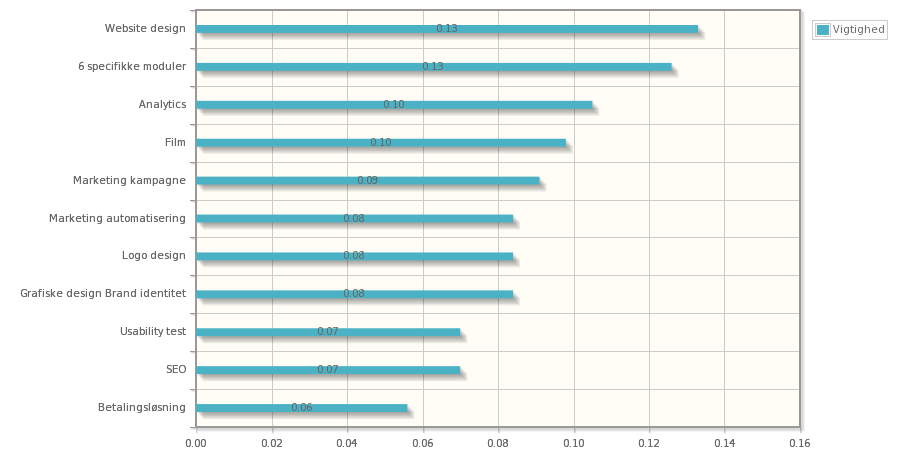 Website design
0.13
Vigtighed
6 specifikke moduler
0.13
Analytics
0.10
Film
0.10
Marketing kampagne
0.09
Marketing automatisering
0.08
Logo design
0.08
Grafiske design Brand identitet
0.08
Usability test
0.07
SEO
0.07
Betalingsløsning
0.06
0.00 0.02 0.04 0.06 0.08 0.10 0.12 0.14 0.16